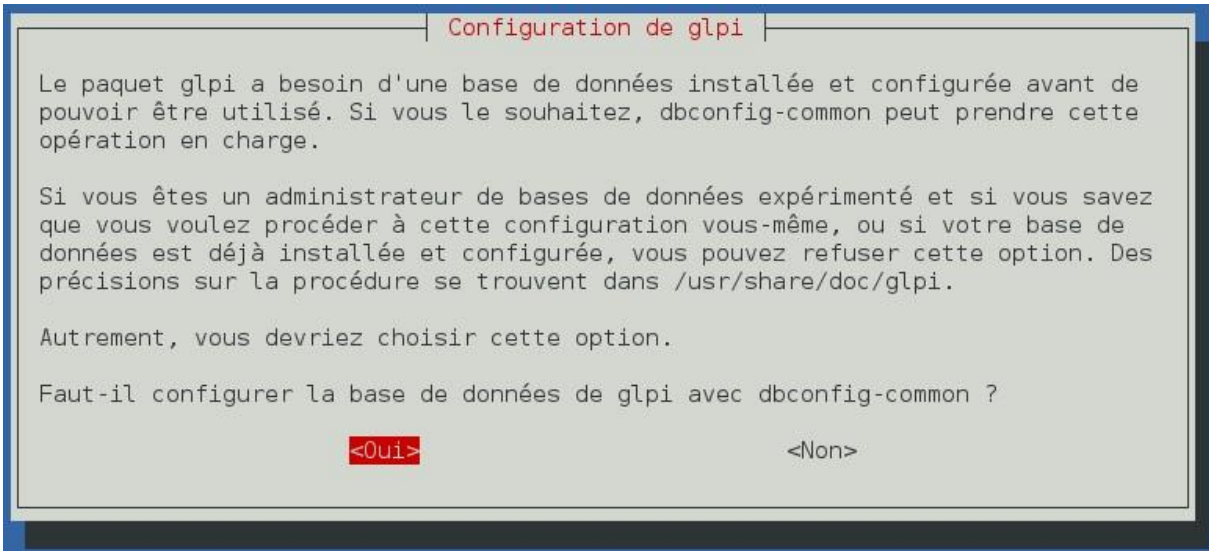 Configuration de glpi
Le paquet glpi a besoin d'une base de données installée et configurée avant de
pouvoir être utilisé. Si vous le souhaitez, dbconfig-common peut prendre cette
opération en charge.
Si vous êtes un administrateur de bases de données expérimenté et si vous savez
que vous voulez procéder à cette configuration vous-même, ou si votre base de
données est déjà installée et configurée, vous pouvez refuser cette option. Des
précisions sur la procédure se trouvent dans /usr/share/doc/glpi.
Autrement, vous devriez choisir cette option.
Faut-il configurer la base de données de glpi avec dbconfig-common ?
<Oui> <Non>